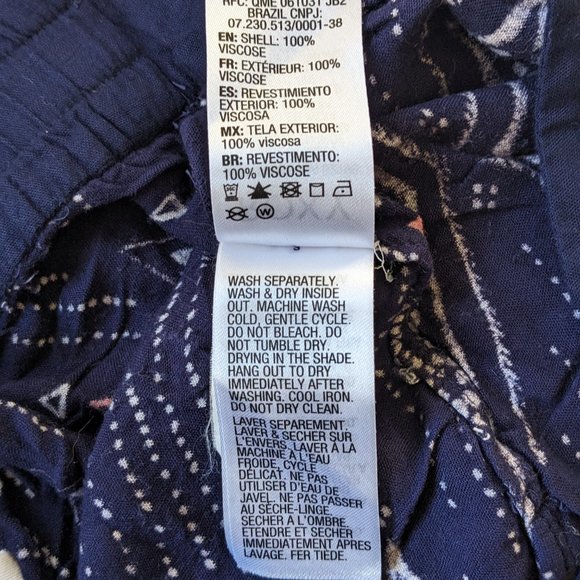 RFC: QME 061031 JB2
BRAZIL CNPJ:
07.230.513/0001-38
EN: SHELL: 100%
VISCOSE
FR: EXTÉRIEUR: 100%
VISCOSE
ES: REVESTIMIENTO
EXTERIOR: 100%
VISCOSE
MX: TELA EXTERIOR:
100% viscosa
BR: REVESTIMENTO:
100% VISCOSE
W
WASH SEPARATELY.
WASH & DRY INSIDE
OUT. MACHINE WASH
COLD, GENTLE CYCLE.
DO NOT BLEACH. DO
NOT TUMBLE DRY.
DRYING IN THE SHADE.
HANG OUT TO DRY
IMMEDIATELY AFTER
WASHING. COOL IRON.
DO NOT DRY CLEAN.
LAVER SEPAREMENT.
LAVER & SECHER SUR
L'ENVERS. LAVER À LA
MACHINE A L'EAU
FROIDE, CYCLE
DÉLICAT. NE PAS
UTILISER D'EAU DE
JAVEL. NE PAS PASSER
AU SÈCHE-LINGE.
SECHER À L'OMBRE.
ETENDRE ET SECHER
IMMEDIATEMENT APRES
LAVAGE. FER TIEDE.